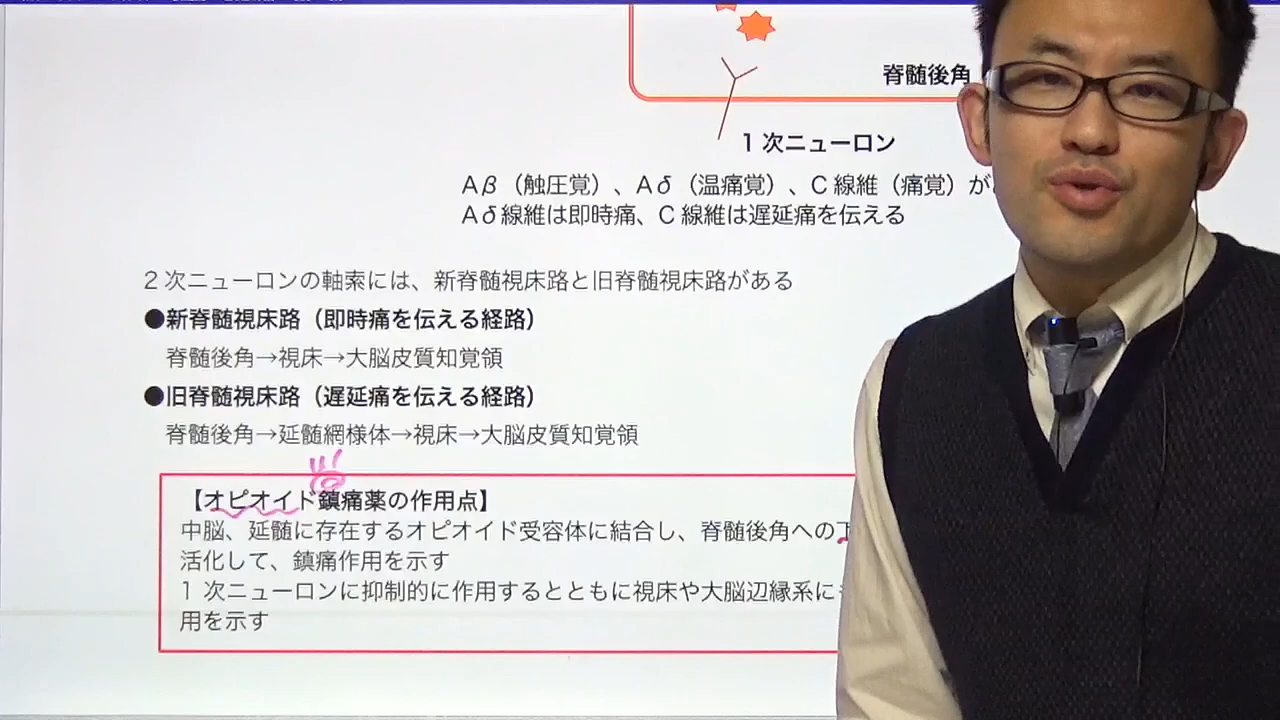 脊髄後角
1 次ニューロン
Aβ（触圧覚）、Aδ（温痛覚）、C 線維（痛覚）が
Aδ線維は即時痛、C 線維は遅延痛を伝える
2 次ニューロンの軸索には、新脊髄視床路と旧脊髄視床路がある
●新脊髄視床路（即時痛を伝える経路）
脊髄後角→視床→大脳皮質知覚領
●旧脊髄視床路（遅延痛を伝える経路）
脊髄後角→延髄網様体→視床→大脳皮質知覚領
【オピオイド鎮痛薬の作用点】
中脳、延髄に存在するオピオイド受容体に結合し、脊髄後角への
活化して、鎮痛作用を示す
1 次ニューロンに抑制的に作用するとともに視床や大脳辺縁系に
用を示す